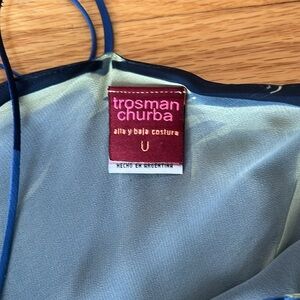 trosman
churba
alta y baja costura
U
HECHO EN ARGENTINA